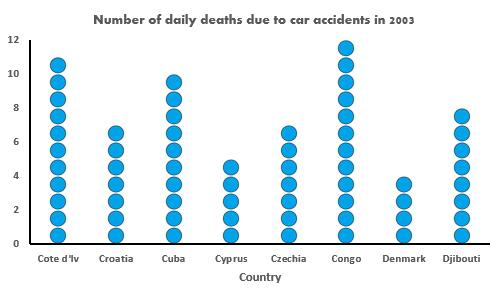 Number of daily deaths due to car accidents in 2003
12
10
8
6
4
2
0
Cote d'Iv Croatia Cuba Cyprus Czechia Congo Denmark Djibouti
Country